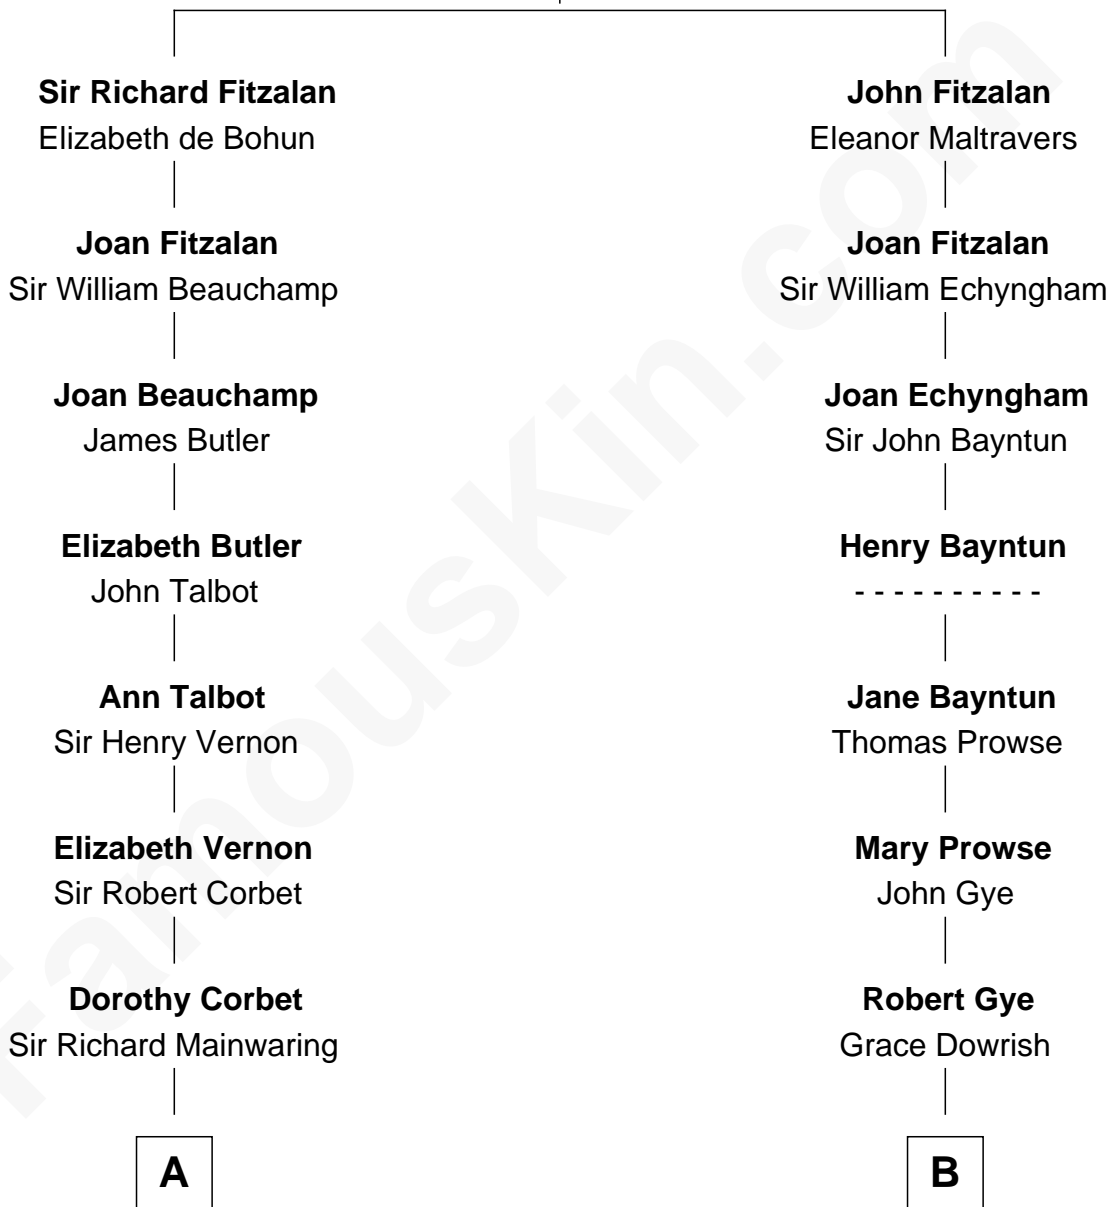 Sir Richard Fitzalan
Elizabeth de Bohun
Joan Fitzalan
Sir William Beauchamp
Joan Beauchamp
James Butler
Elizabeth Butler
John Talbot
Ann Talbot
Sir Henry Vernon
Elizabeth Vernon
Sir Robert Corbet
Dorothy Corbet
Sir Richard Mainwaring
A
John Fitzalan
Eleanor Maltravers
Joan Fitzalan
Sir William Echyngham
Joan Echyngham
Sir John Bayntun
Henry Bayntun
- - - - - - - - - -
Jane Bayntun
Thomas Prowse
Mary Prowse
John Gye
Robert Gye
Grace Dowrish
B
FamousKin.com